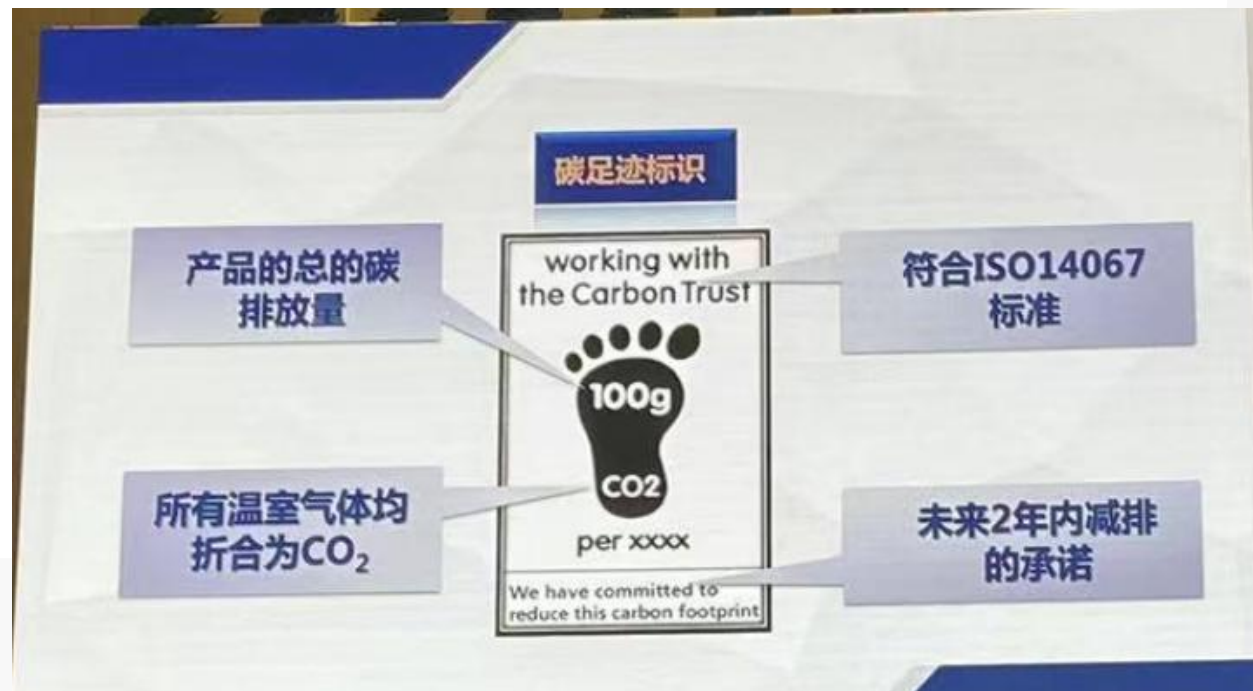 碳足迹标识
产品的总的碳
排放量
working with
the Carbon Trust
符合ISO14067
标准
100g
CO2
所有温室气体均
折合为CO₂
per xxxx
未来2年内减排
的承诺
We have committed to
reduce this carbon footprint